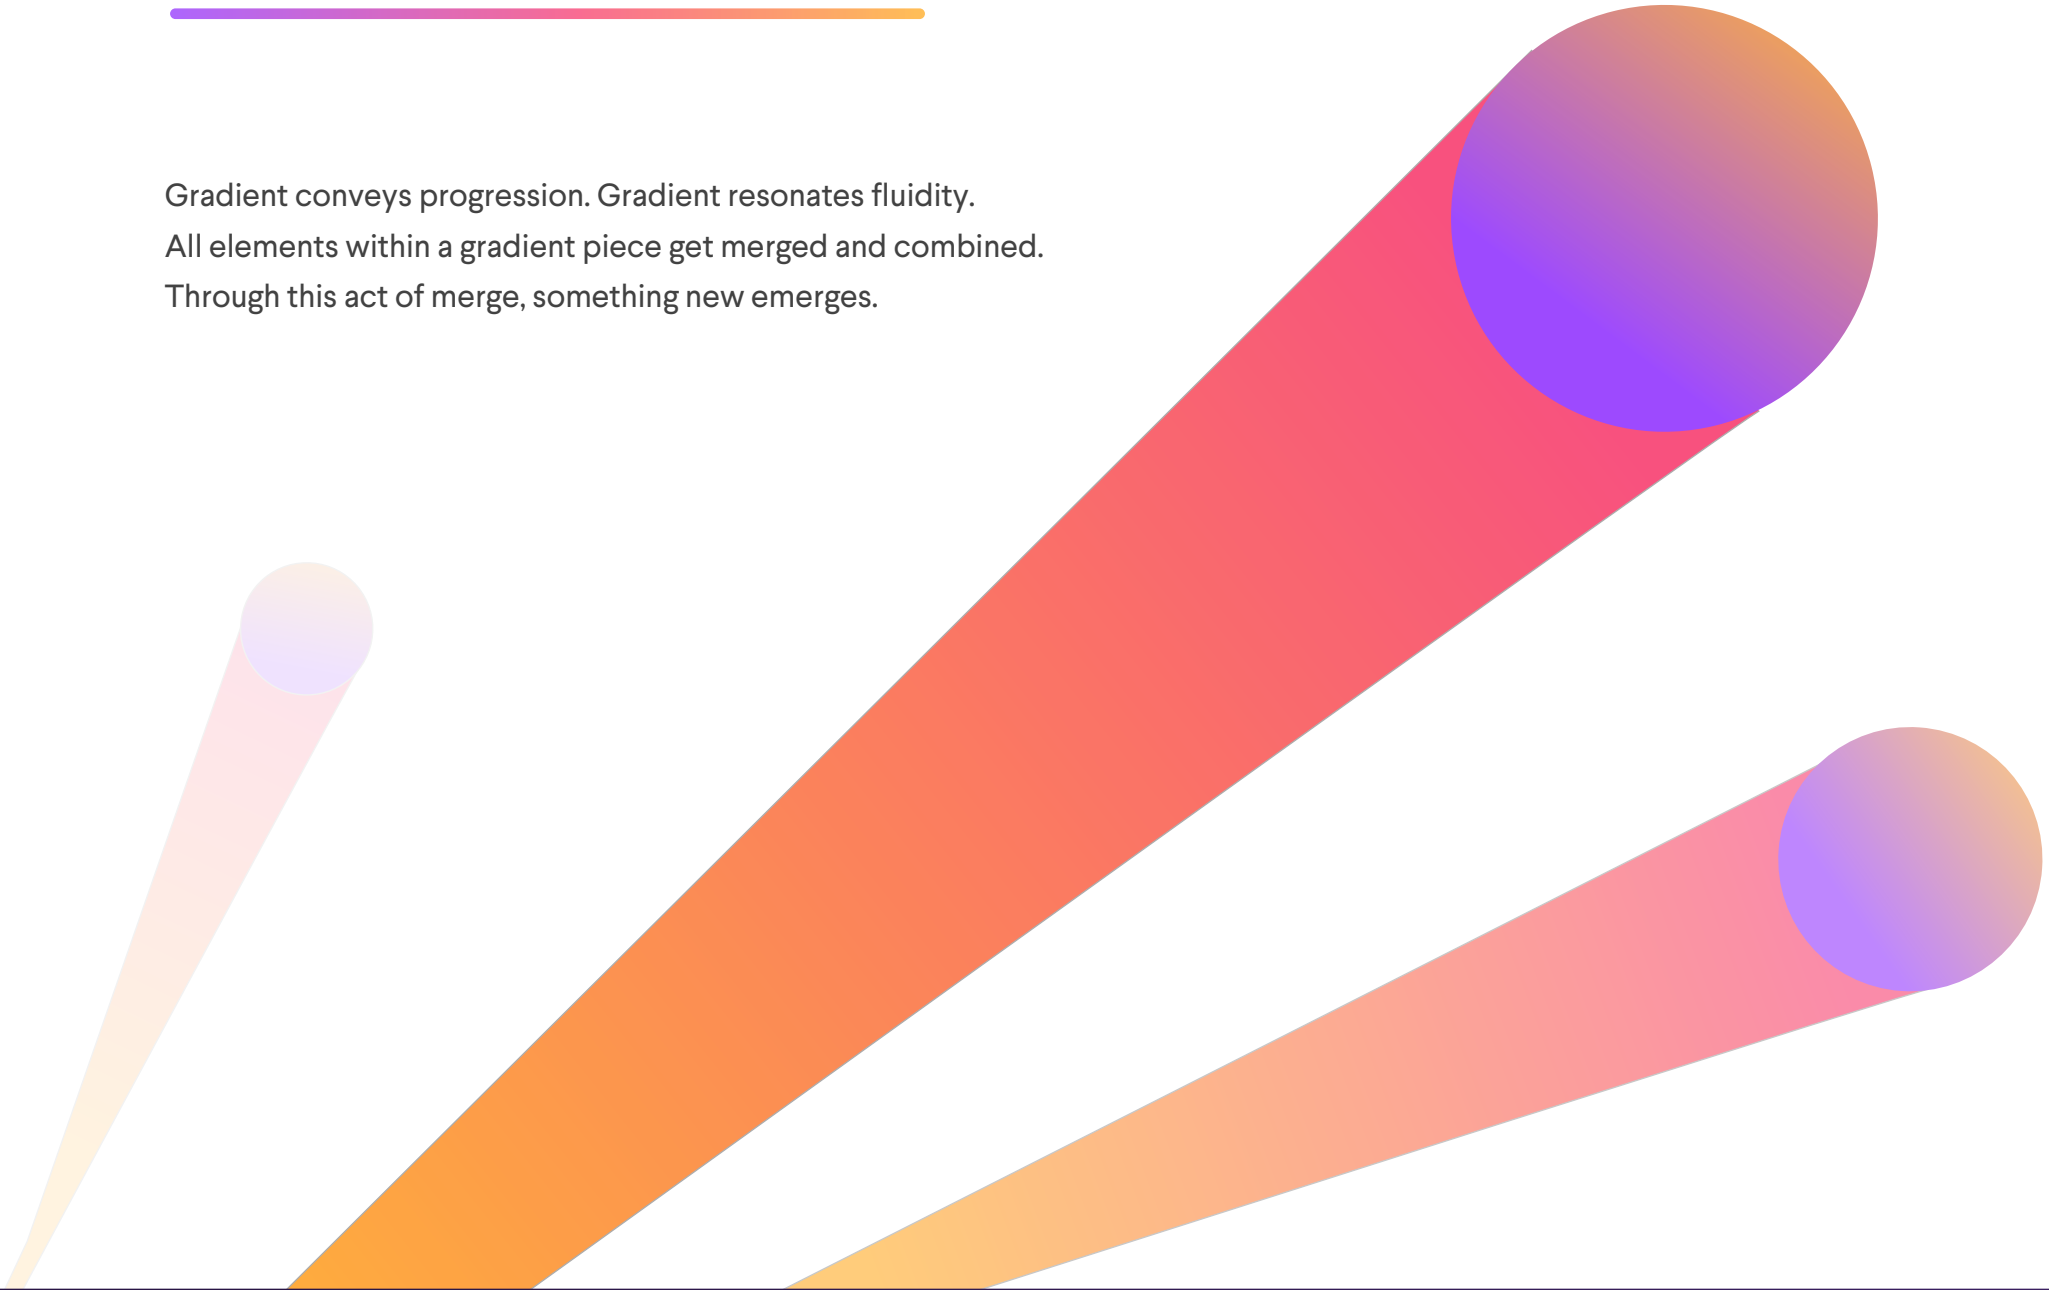 Gradient conveys progression. Gradient resonates fluidity.
All elements within a gradient piece get merged and combined.
Through this act of merge, something new emerges.